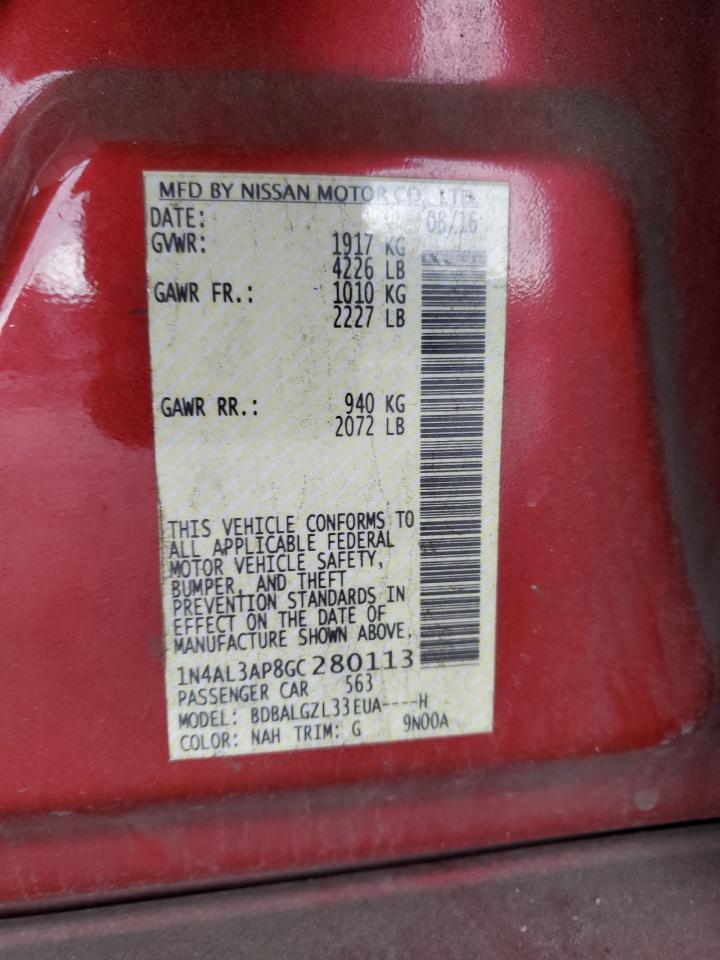 MFD BY NISSAN MOTOR CO., LTD.
DATE: 08/16
GVWR: 1917 KG
4226 LB
GAWR FR.: 1010 KG
2227 LB
GAWR RR.: 940 KG
2072 LB
THIS VEHICLE CONFORMS TO
ALL APPLICABLE FEDERAL
MOTOR VEHICLE SAFETY,
BUMPER, AND THEFT
PREVENTION STANDARDS IN
EFFECT ON THE DATE OF
MANUFACTURE SHOWN ABOVE.
1N4AL3AP8GC280113
PASSENGER CAR 563
MODEL: BDBALGZL33EUA----H
COLOR: NAH TRIM: G 9N00A